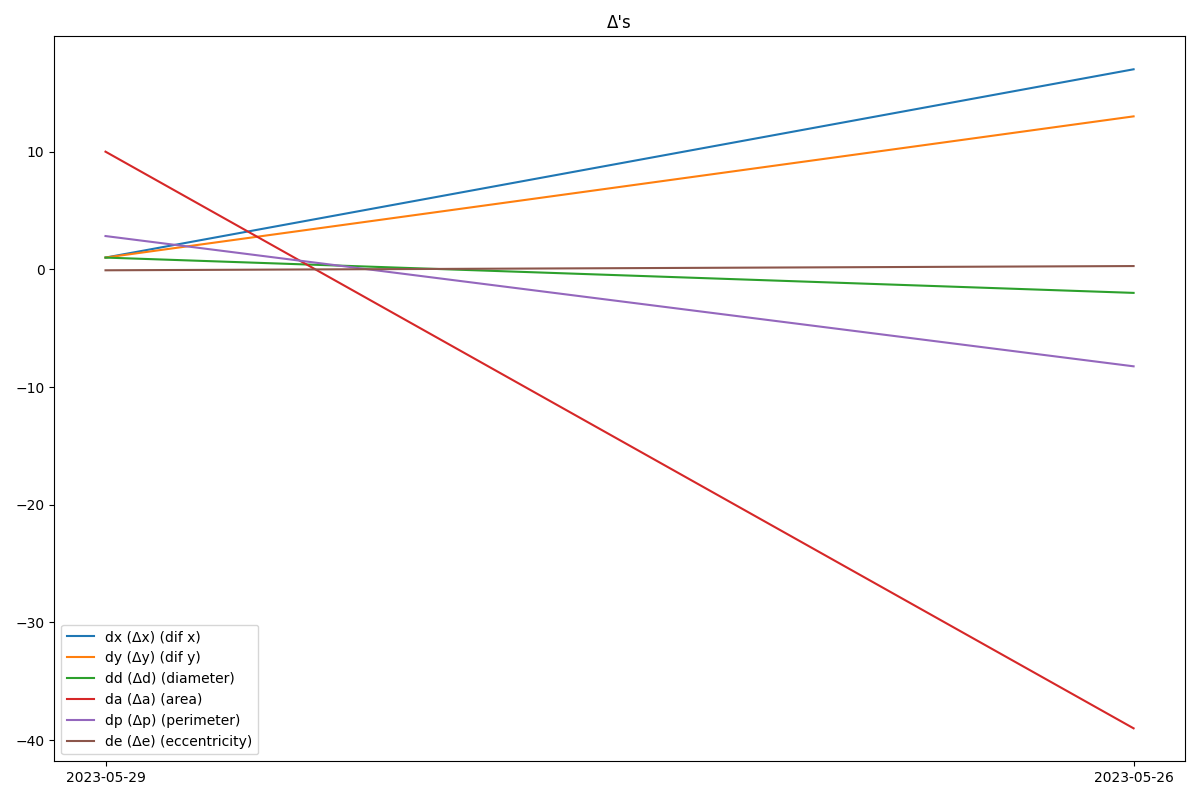 Δ's
10
0
−10
−20
−30
−40
dx (Δx) (dif x)
dy (Δy) (dif y)
dd (Δd) (diameter)
da (Δa) (area)
dp (Δp) (perimeter)
de (Δe) (eccentricity)
2023-05-29
2023-05-26